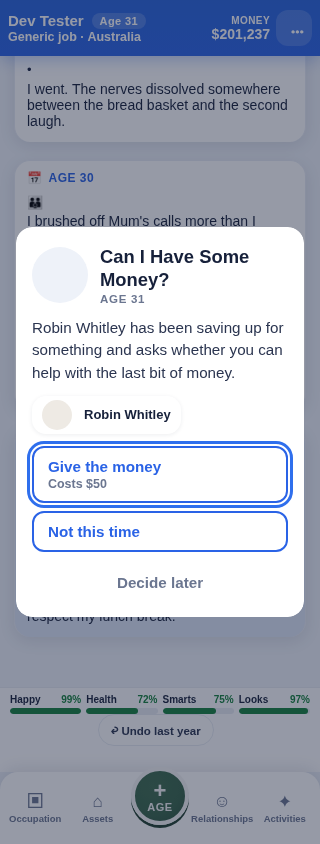 Dev Tester Age 31
Generic job · Australia
MONEY
$201,237
•
I went. The nerves dissolved somewhere
between the bread basket and the second
laugh.
AGE 30
I brushed off Mum's calls more than I
Can I Have Some
Money?
AGE 31
Robin Whitley has been saving up for
something and asks whether you can
help with the last bit of money.
Robin Whitley
Give the money
Costs $50
Not this time
Decide later
respect my lunch break.
Happy 99% Health 72% Smarts 75% Looks 97%
Undo last year
+
AGE
Occupation Assets Relationships Activities